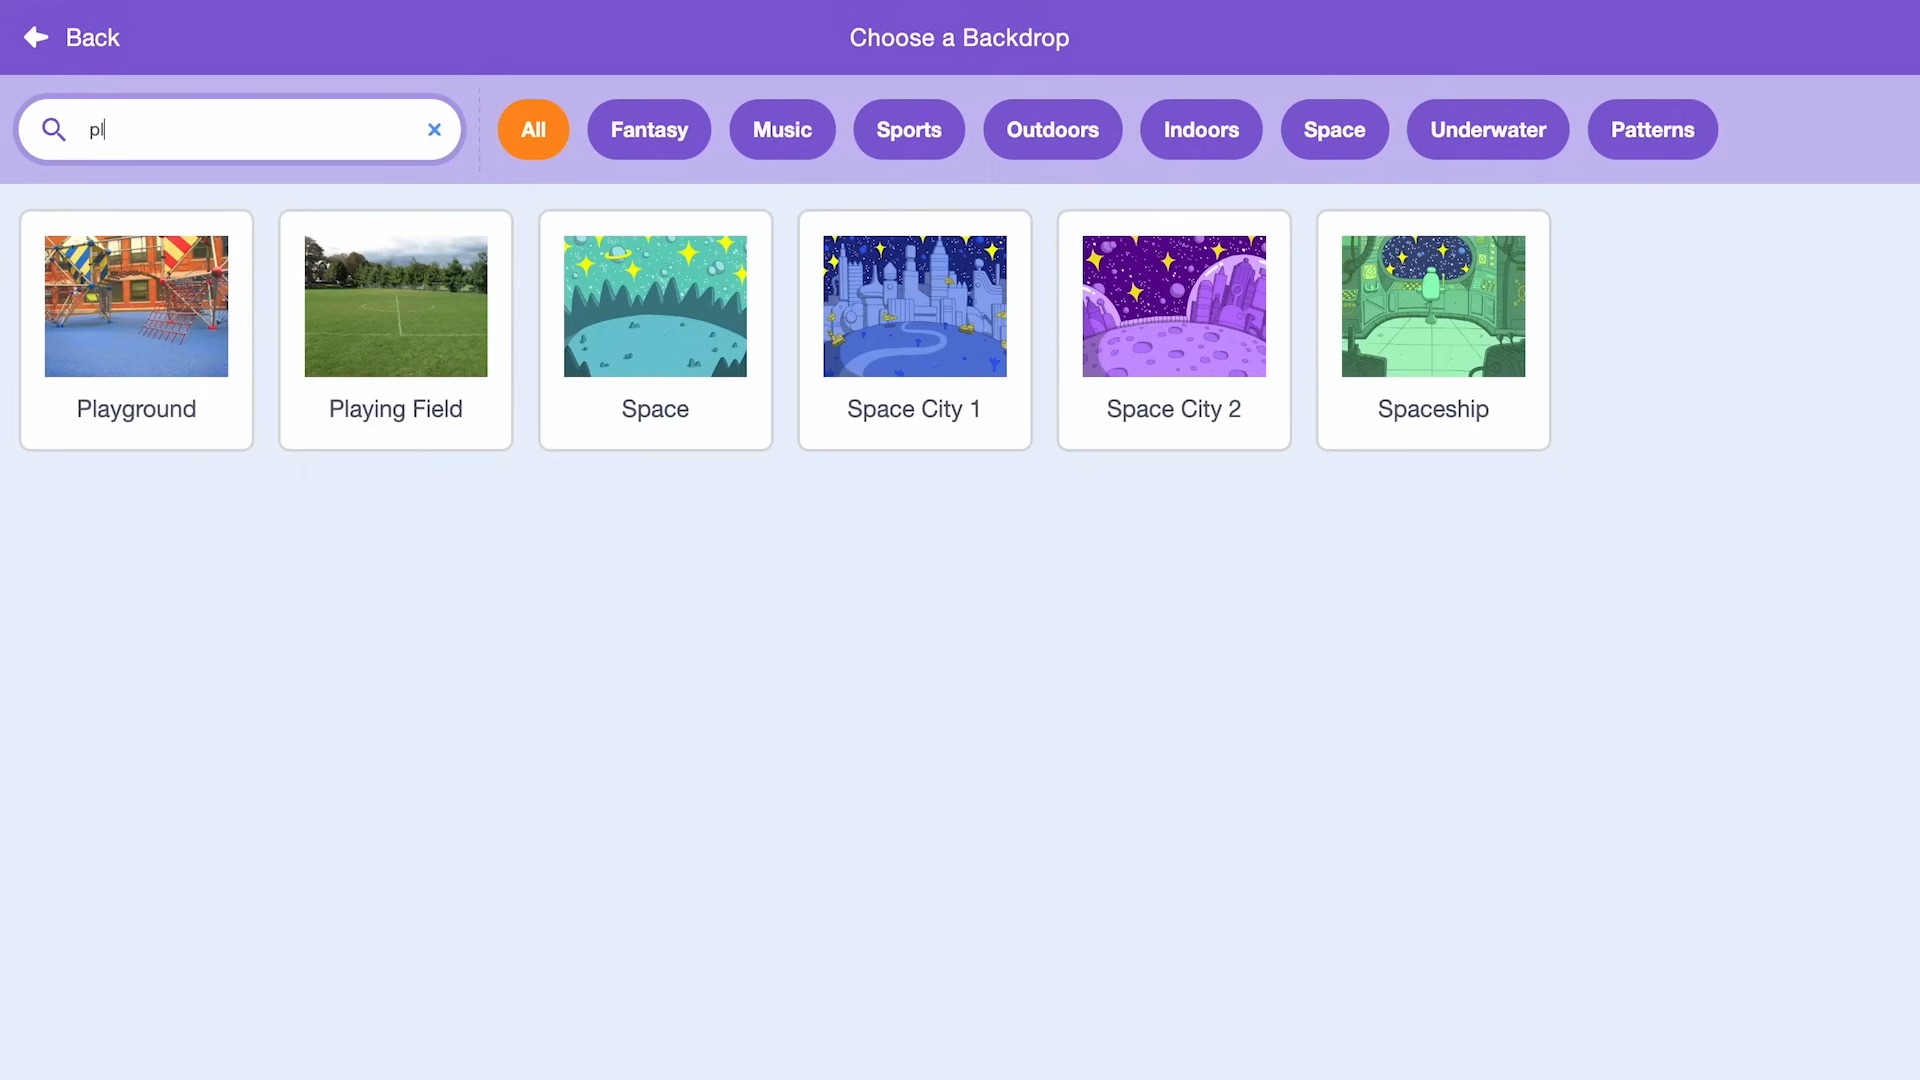 Back
Choose a Backdrop
pl
All
Fantasy
Music
Sports
Outdoors
Indoors
Space
Underwater
Patterns
Playground
Playing Field
Space
Space City 1
Space City 2
Spaceship